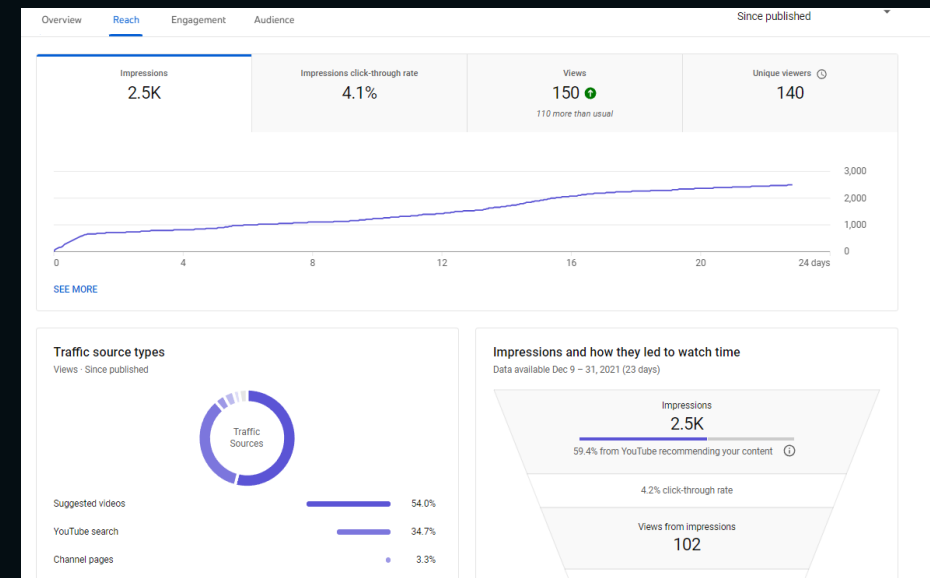 Overview Reach Engagement Audience Since published
Impressions Impressions click-through rate Views Unique viewers
2.5K 4.1% 150 140
110 more than usual
3,000
2,000
1,000
0
0 4 8 12 16 20 24 days
SEE MORE
Traffic source types
Views · Since published
Traffic
Sources
Suggested videos 54.0%
YouTube search 34.7%
Channel pages 3.3%
Impressions and how they led to watch time
Data available Dec 9 – 31, 2021 (23 days)
Impressions
2.5K
59.4% from YouTube recommending your content
4.2% click-through rate
Views from impressions
102